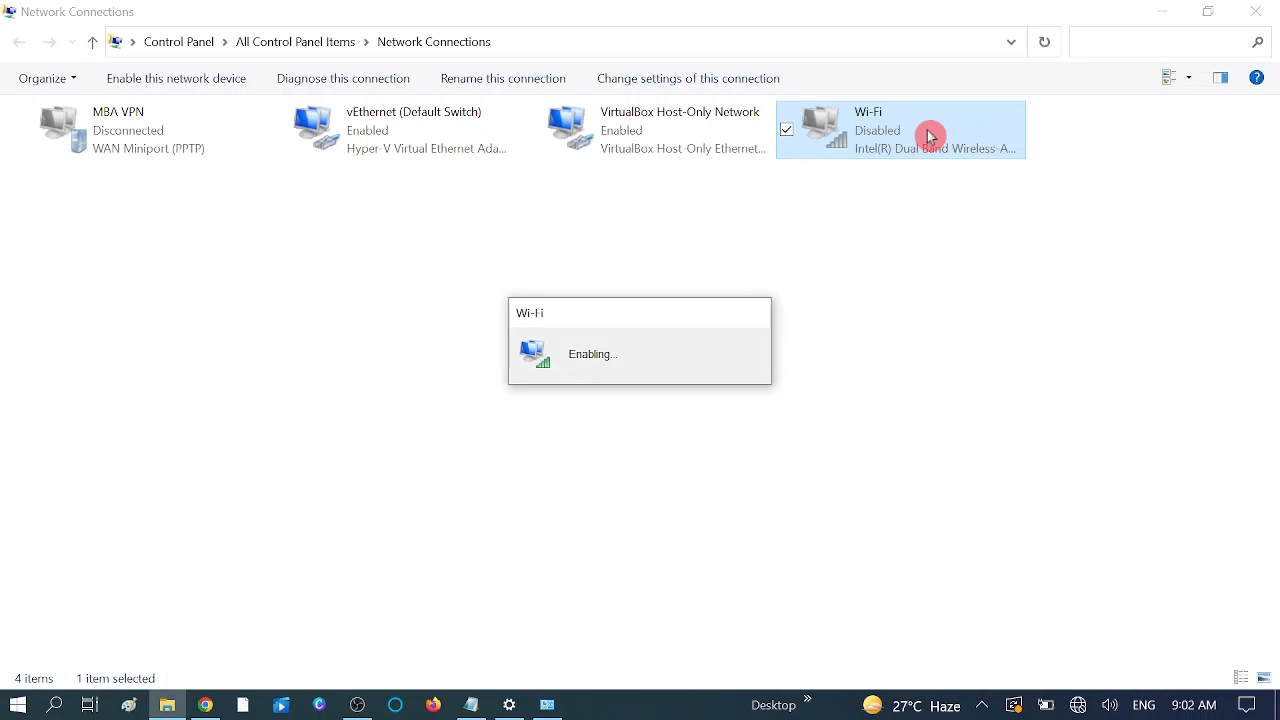 Network Connections
Control Panel > All Control Panel Items > Network Connections
Organize Enable this network device Diagnose this connection Rename this connection Change settings of this connection
MBA VPN
Disconnected
WAN Miniport (PPTP)
vEthernet (Default Switch)
Enabled
Hyper-V Virtual Ethernet Ada...
VirtualBox Host-Only Network
Enabled
VirtualBox Host-Only Ethernet...
Wi-Fi
Disabled
Intel(R) Dual Band Wireless-A...
Wi-Fi
Enabling...
4 items 1 item selected
Desktop » 27°C Haze ENG 9:02 AM